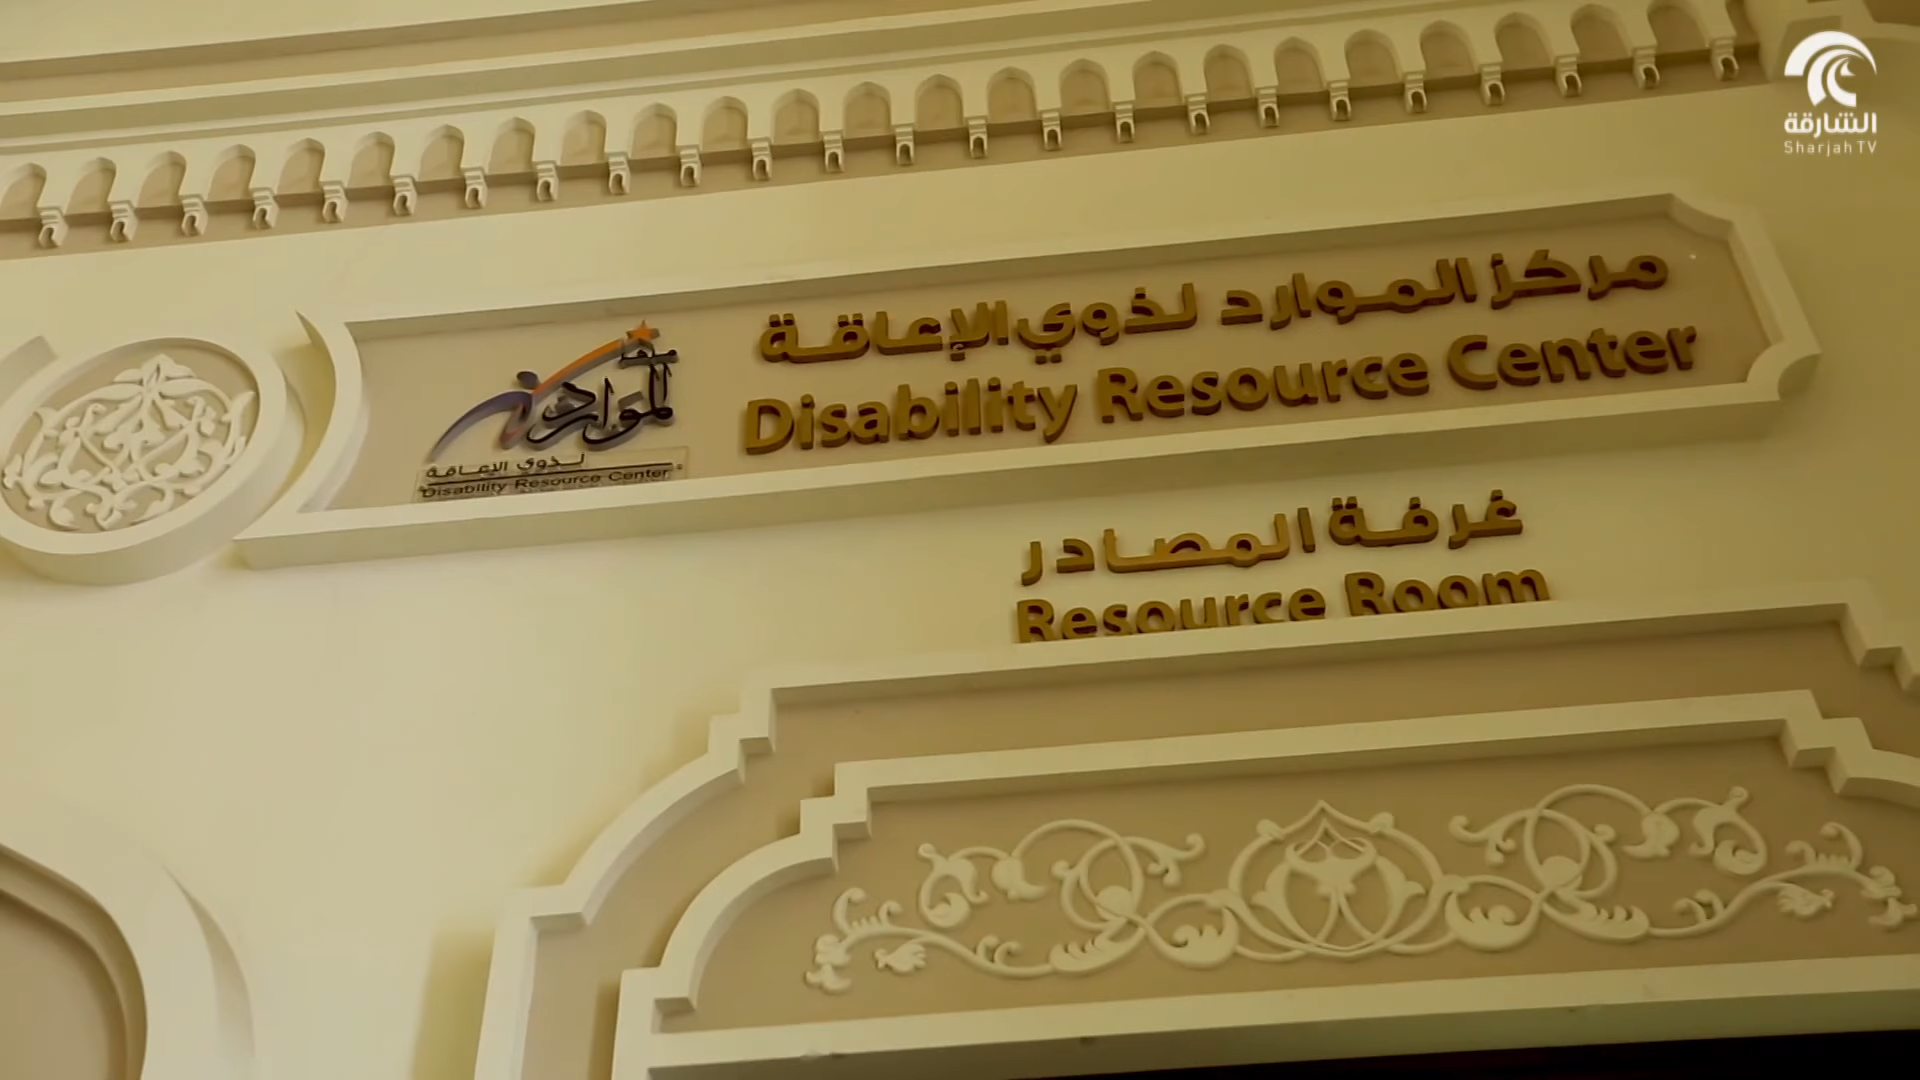 الشارقة
Sharjah TV
مركز الموارد لذوي الإعاقة
Disability Resource Center
الموارد
لذوي الإعاقة
Disability Resource Center
غرفة المصادر
Resource Room